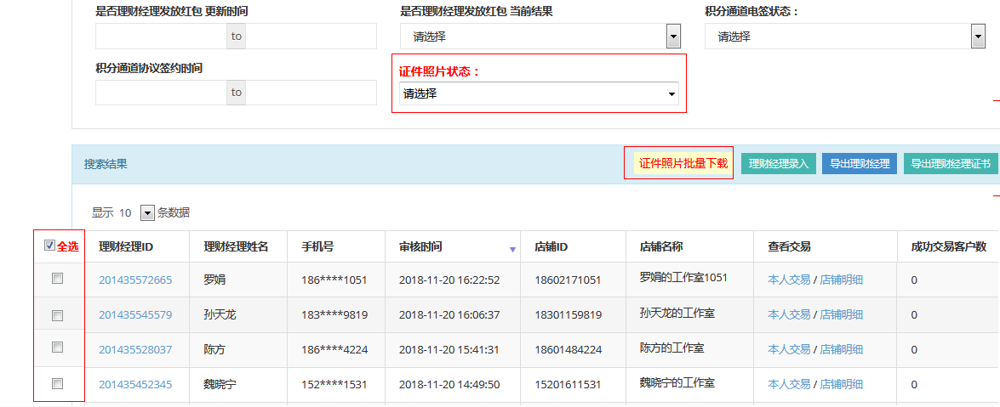 是否理财经理发放红包 更新时间 是否理财经理发放红包 当前结果 积分通道电签状态：
to 请选择 请选择
积分通道协议签约时间 证件照片状态：
to 请选择
搜索结果 证件照片批量下载 理财经理录入 导出理财经理 导出理财经理证书
显示 10 条数据
全选 理财经理ID 理财经理姓名 手机号 审核时间 店铺ID 店铺名称 查看交易 成功交易客户数
201435572665 罗娟 186****1051 2018-11-20 16:22:52 18602171051 罗娟的工作室1051 本人交易 / 店铺明细 0
201435545579 孙天龙 183****9819 2018-11-20 16:06:37 18301159819 孙天龙的工作室 本人交易 / 店铺明细 0
201435528037 陈方 186****4224 2018-11-20 15:41:31 18601484224 陈方的工作室 本人交易 / 店铺明细 0
201435452345 魏晓宁 152****1531 2018-11-20 14:49:50 15201611531 魏晓宁的工作室 本人交易 / 店铺明细 0